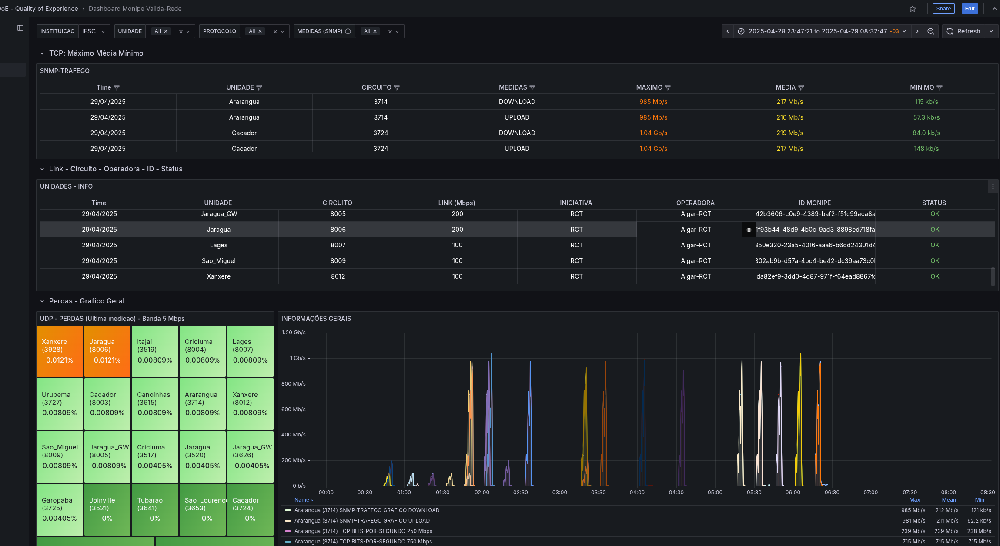 QoE - Quality of Experience › Dashboard Monipe Valida-Rede
Share Edit
INSTITUICAO IFSC UNIDADE All PROTOCOLO All MEDIDAS (SNMP) All 2025-04-28 23:47:21 to 2025-04-29 08:32:47 -03 Refresh
TCP: Máximo Média Mínimo
SNMP-TRAFEGO
Time UNIDADE CIRCUITO MEDIDAS MAXIMO MEDIA MINIMO
29/04/2025 Ararangua 3714 DOWNLOAD 985 Mb/s 217 Mb/s 115 kb/s
29/04/2025 Ararangua 3714 UPLOAD 985 Mb/s 216 Mb/s 57.3 kb/s
29/04/2025 Cacador 3724 DOWNLOAD 1.04 Gb/s 219 Mb/s 84.0 kb/s
29/04/2025 Cacador 3724 UPLOAD 1.04 Gb/s 217 Mb/s 148 kb/s
Link - Circuito - Operadora - ID - Status
UNIDADES - INFO
Time UNIDADE CIRCUITO LINK (Mbps) INICIATIVA OPERADORA ID MONIPE STATUS
29/04/2025 Jaragua_GW 8005 200 RCT Algar-RCT 42b3606-c0e9-4389-baf2-f51c99aca8a OK
29/04/2025 Jaragua 8006 200 RCT Algar-RCT 1f93b44-48d9-4b0c-9ad3-8898ed718fa OK
29/04/2025 Lages 8007 100 RCT Algar-RCT 350e320-23a5-40f6-aaa6-b6dd24301d4 OK
29/04/2025 Sao_Miguel 8009 100 RCT Algar-RCT 302ab9b-d57a-4bc4-be42-dc39aa73c0 OK
29/04/2025 Xanxere 8012 100 RCT Algar-RCT fda82ef9-3dd0-4d87-971f-f64ead8867fc OK
Perdas - Gráfico Geral
UDP - PERDAS (Última medição) - Banda 5 Mbps
Xanxere Jaragua Itajai Criciuma Lages
(3928) (8006) (3519) (8004) (8007)
0.0121% 0.0121% 0.00809% 0.00809% 0.00809%
Urupema Cacador Canoinhas Ararangua Xanxere
(3727) (8003) (3615) (3714) (8012)
0.00809% 0.00809% 0.00809% 0.00809% 0.00809%
Sao_Miguel Jaragua_GW Criciuma Jaragua Jaragua_GW
(8009) (8005) (3517) (3520) (3626)
0.00809% 0.00809% 0.00405% 0.00405% 0.00405%
Garopaba Joinville Tubarao Sao_Lourenco Cacador
(3725) (3521) (3641) (3653) (3724)
0.00405% 0% 0% 0% 0%
INFORMAÇÕES GERAIS
1.20 Gb/s
1 Gb/s
800 Mb/s
600 Mb/s
400 Mb/s
200 Mb/s
0 b/s
00:00 00:30 01:00 01:30 02:00 02:30 03:00 03:30 04:00 04:30 05:00 05:30 06:00 06:30 07:00 07:30 08:00 08:30
Name Max Mean Min
Ararangua (3714) SNMP-TRAFEGO GRAFICO DOWNLOAD 985 Mb/s 212 Mb/s 121 kb/s
Ararangua (3714) SNMP-TRAFEGO GRAFICO UPLOAD 981 Mb/s 211 Mb/s 62.2 kb/s
Ararangua (3714) TCP BITS-POR-SEGUNDO 250 Mbps 239 Mb/s 239 Mb/s 238 Mb/s
Ararangua (3714) TCP BITS-POR-SEGUNDO 750 Mbps 715 Mb/s 715 Mb/s 715 Mb/s